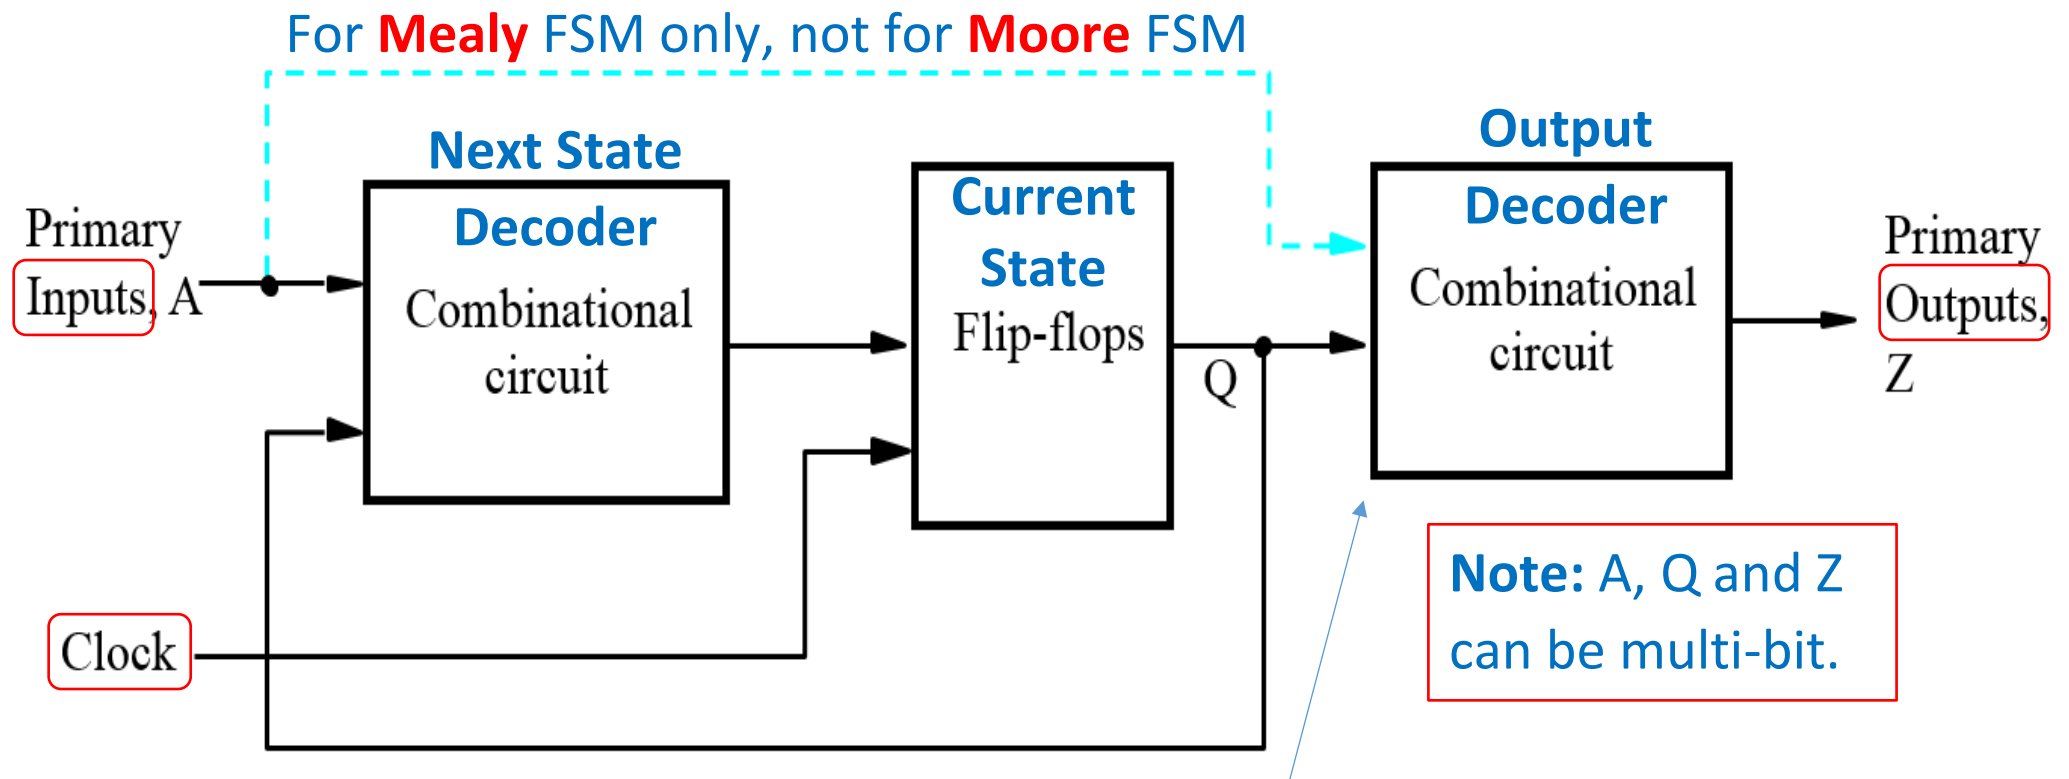 For Mealy FSM only, not for Moore FSM
Primary
Inputs, A
Clock
Next State
Decoder
Combinational
circuit
Current
State
Flip-flops
Q
Output
Decoder
Combinational
circuit
Primary
Outputs,
Z
Note: A, Q and Z
can be multi-bit.